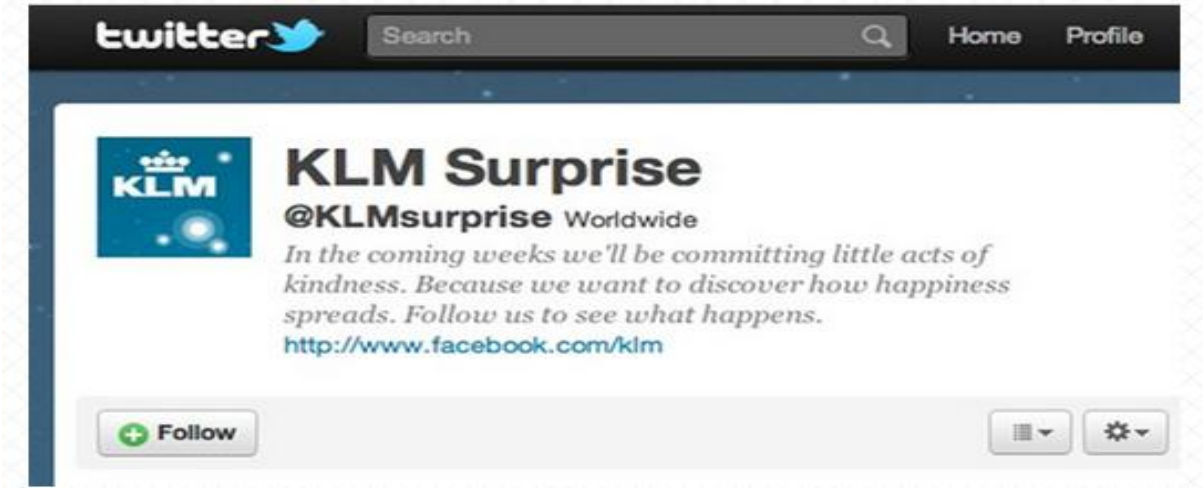 twitter Search Home Profile
KLM
KLM Surprise
@KLMsurprise Worldwide
In the coming weeks we'll be committing little acts of
kindness. Because we want to discover how happiness
spreads. Follow us to see what happens.
http://www.facebook.com/klm
Follow